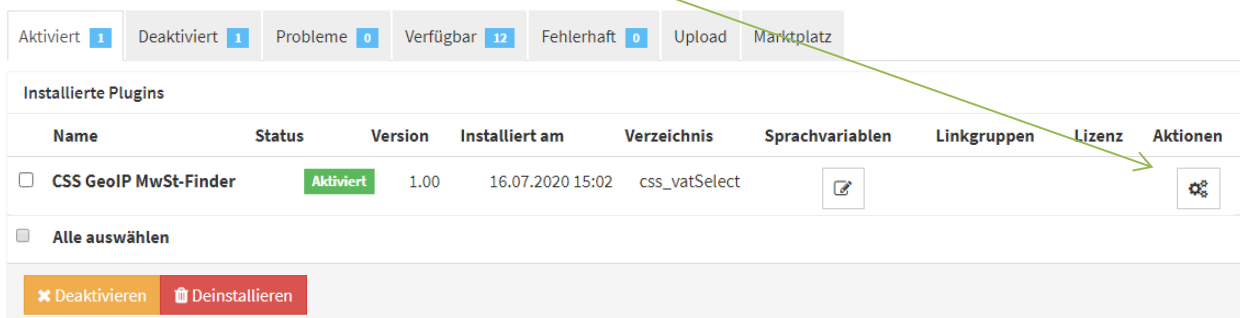 Aktiviert 1 Deaktiviert 1 Probleme 0 Verfügbar 12 Fehlerhaft 0 Upload Marktplatz
Installierte Plugins
Name Status Version Installiert am Verzeichnis Sprachvariablen Linkgruppen Lizenz Aktionen
CSS GeoIP MwSt-Finder Aktiviert 1.00 16.07.2020 15:02 css_vatSelect
Alle auswählen
Deaktivieren Deinstallieren